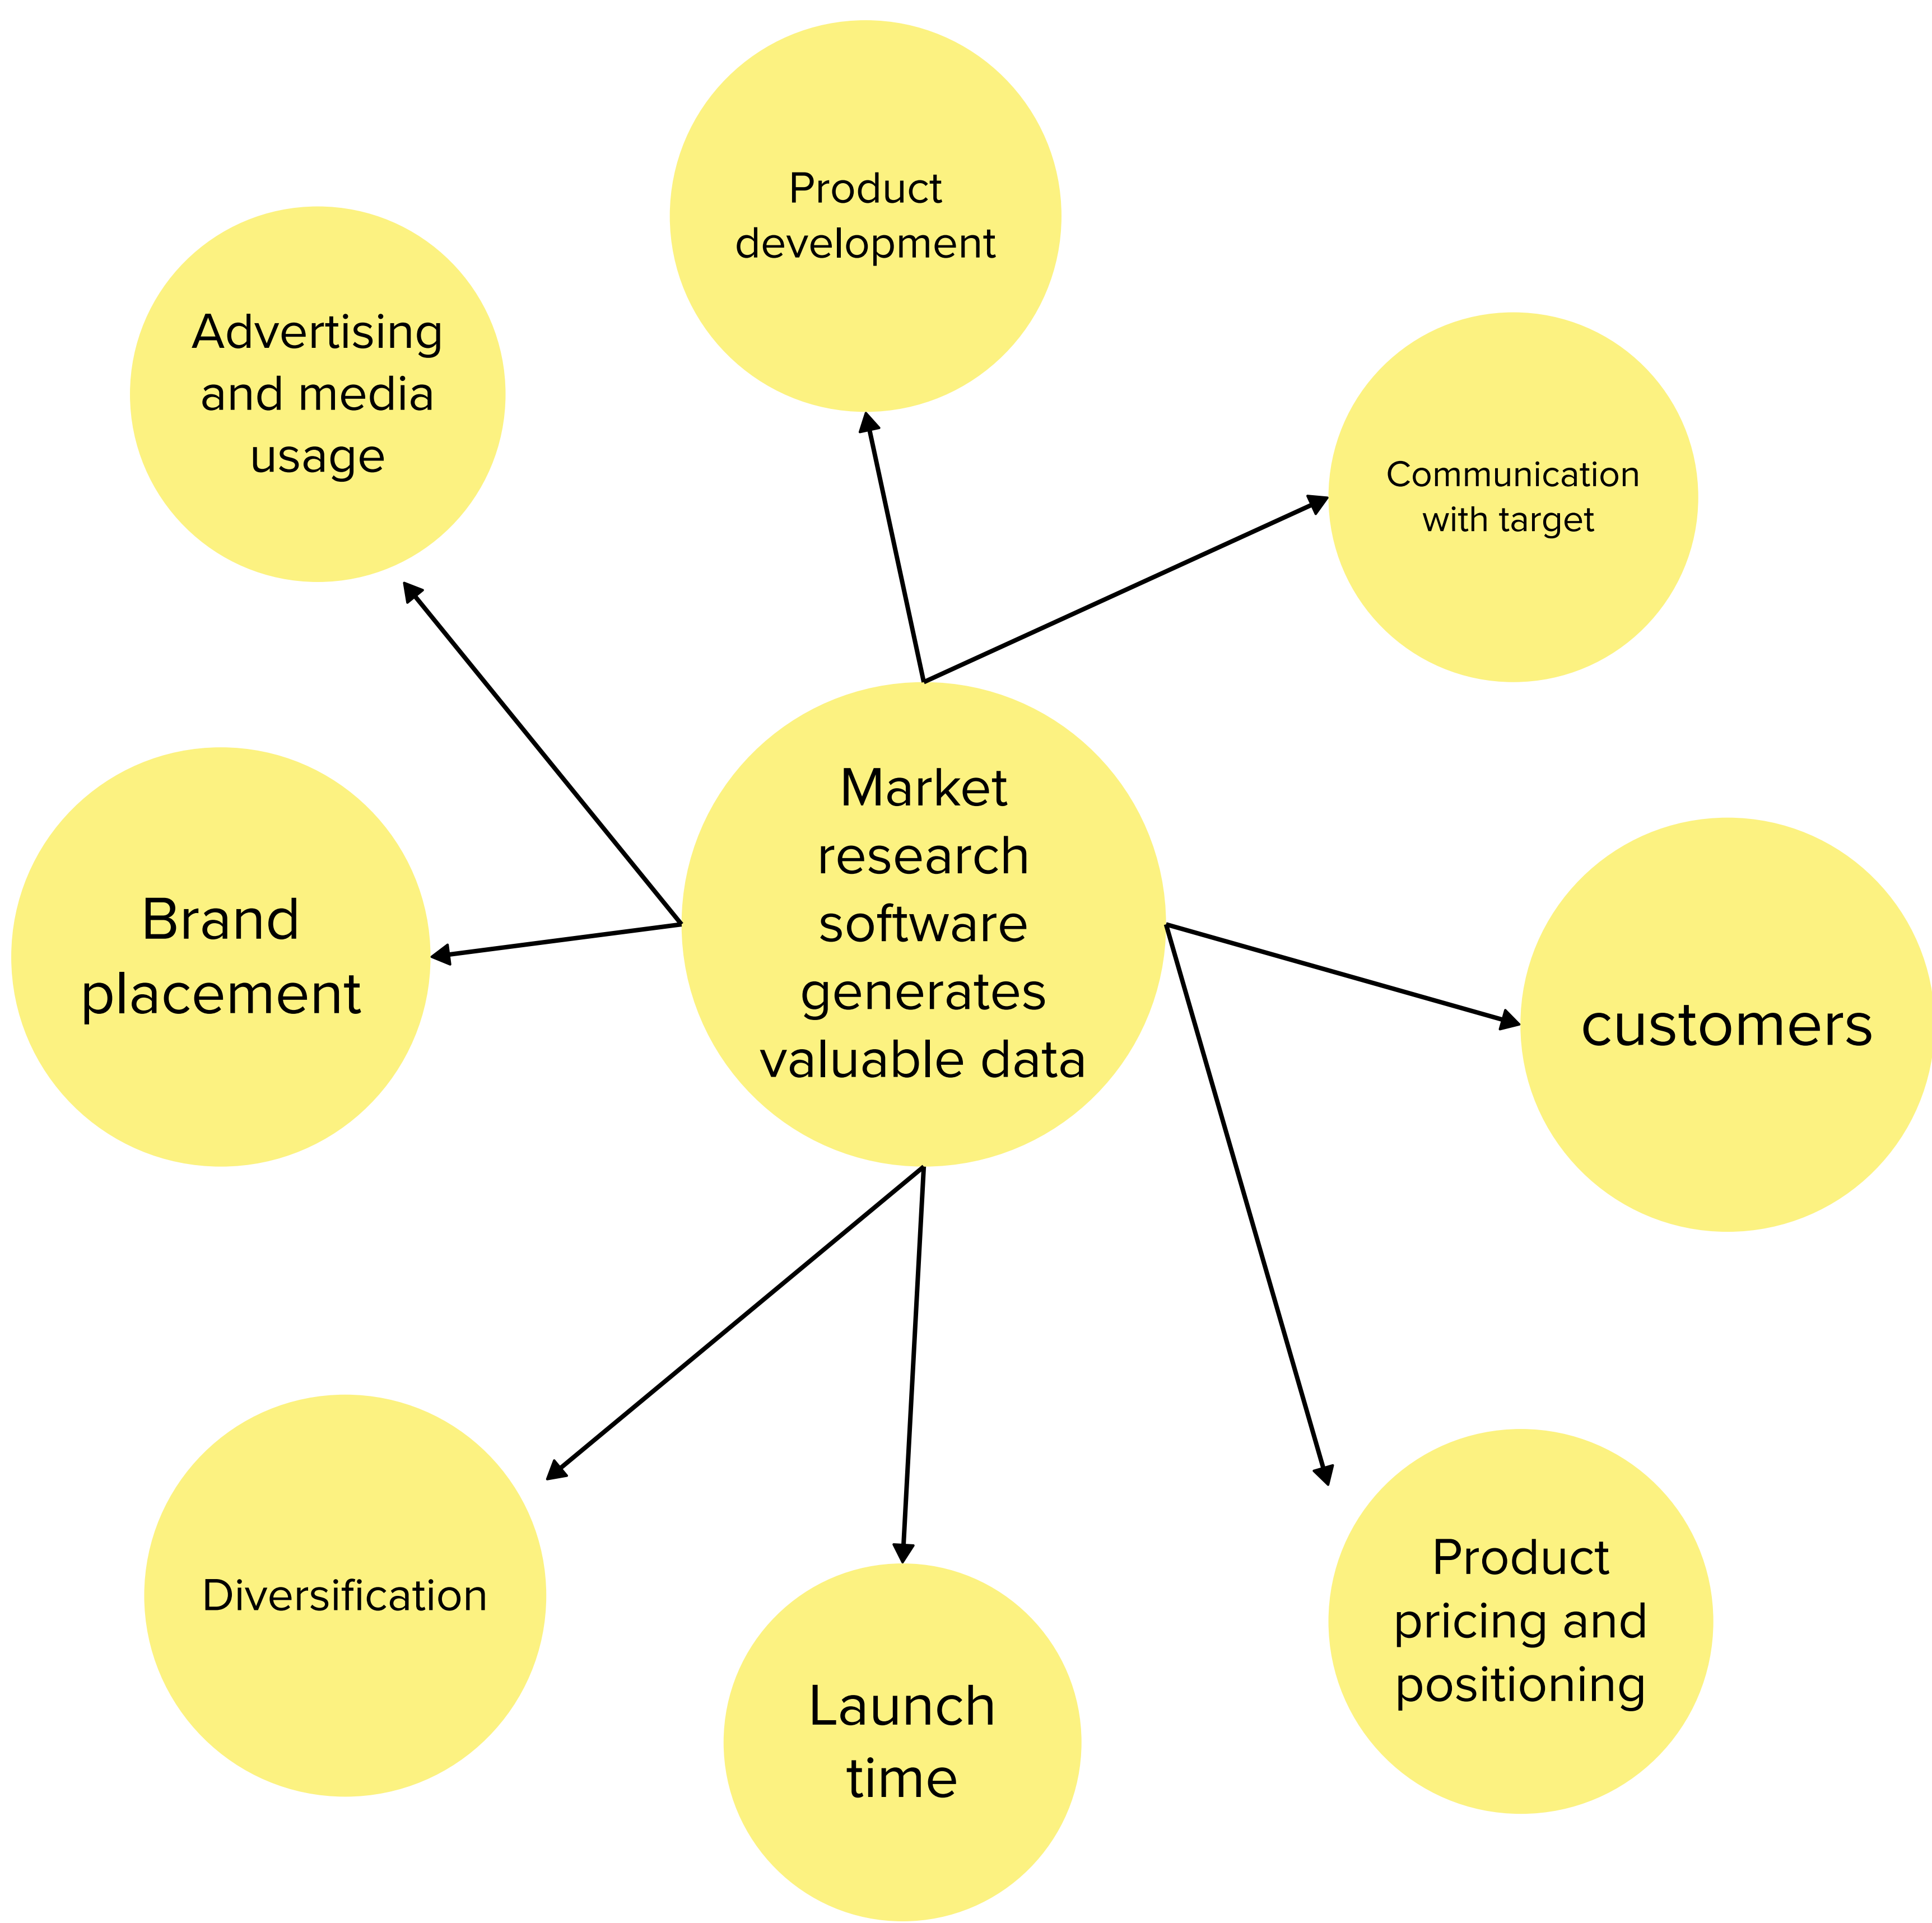 Product
development
Advertising
and media
usage
Communication
with target
Market
research
software
generates
valuable data
Brand
placement
customers
Diversification
Launch
time
Product
pricing and
positioning